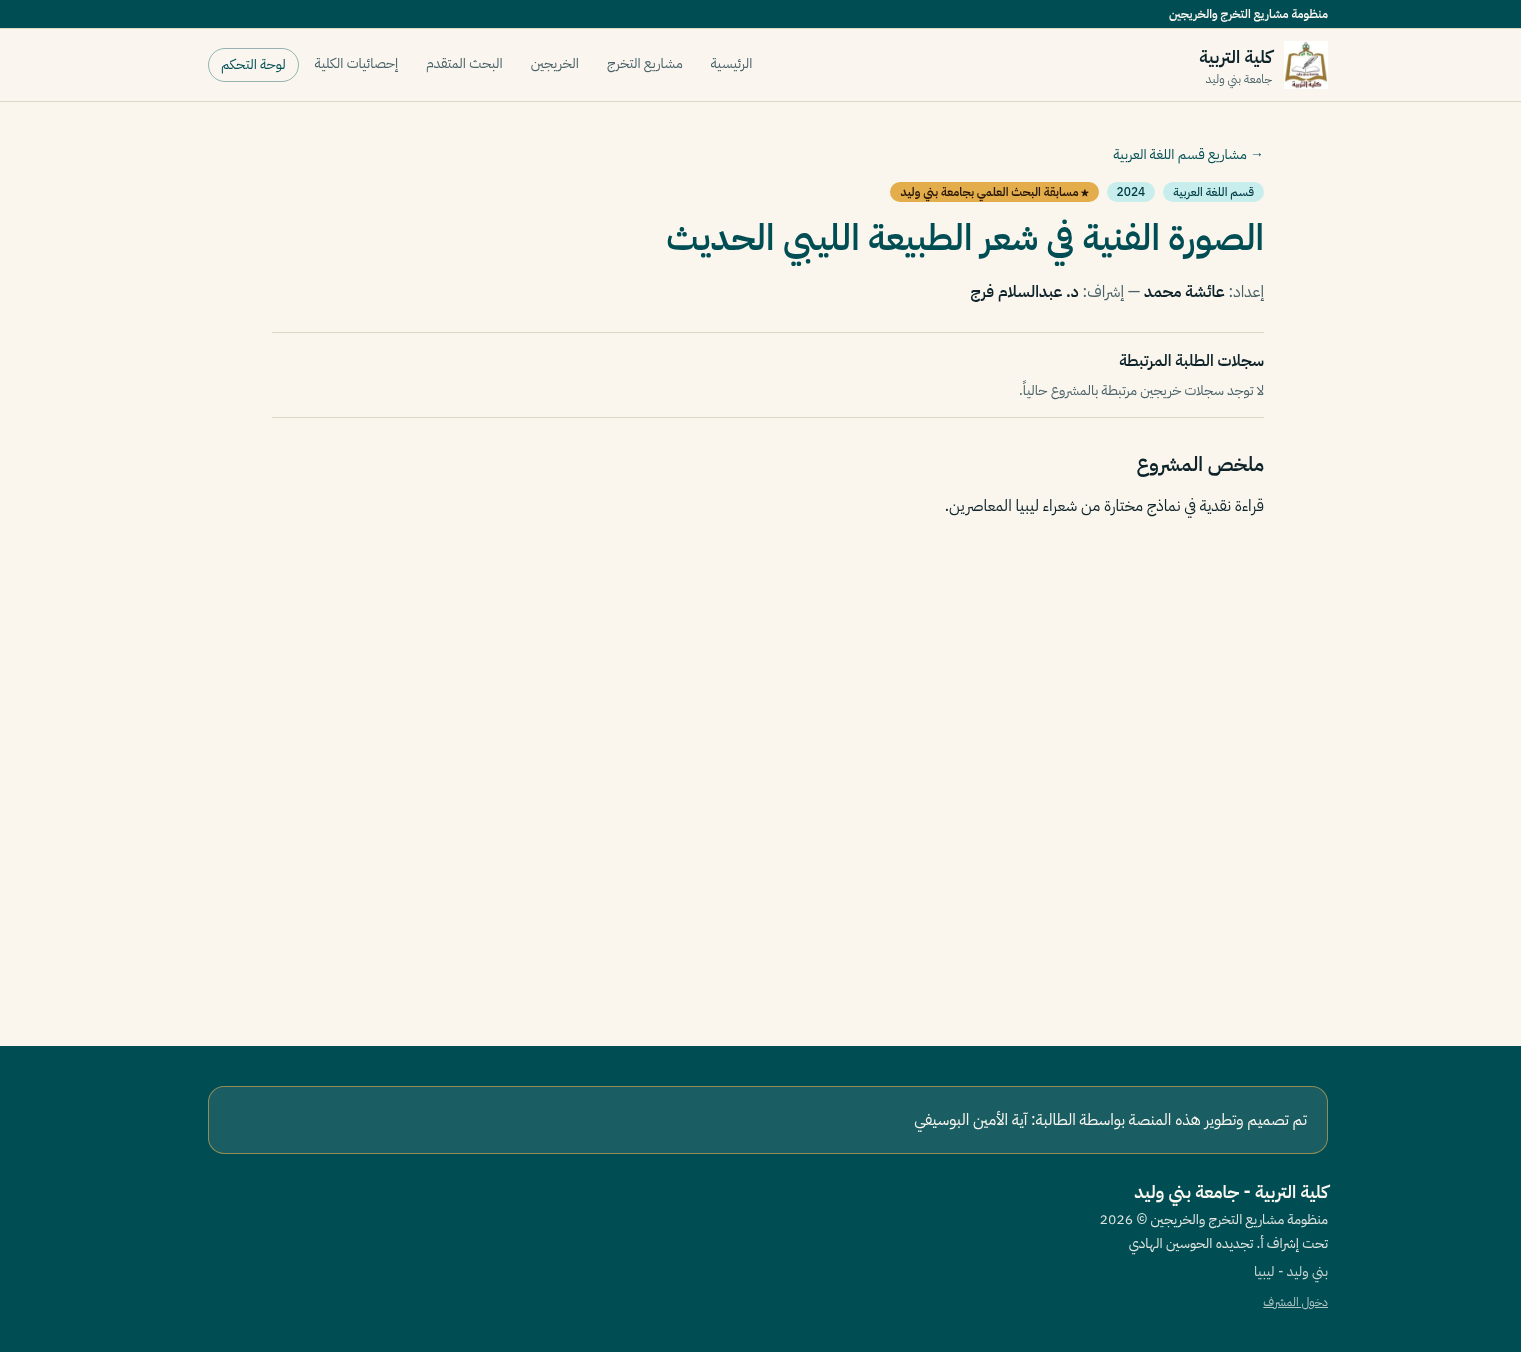 منظومة مشاريع التخرج والخريجين
كلية التربية
جامعة بني وليد
كلية التربية
الرئيسية
مشاريع التخرج
الخريجين
البحث المتقدم
إحصائيات الكلية
لوحة التحكم
→ مشاريع قسم اللغة العربية
قسم اللغة العربية
2024
★ مسابقة البحث العلمي بجامعة بني وليد
الصورة الفنية في شعر الطبيعة الليبي الحديث
إعداد: عائشة محمد — إشراف: د. عبدالسلام فرج
سجلات الطلبة المرتبطة
لا توجد سجلات خريجين مرتبطة بالمشروع حالياً.
ملخص المشروع
قراءة نقدية في نماذج مختارة من شعراء ليبيا المعاصرين.
تم تصميم وتطوير هذه المنصة بواسطة الطالبة: آية الأمين البوسيفي
كلية التربية - جامعة بني وليد
منظومة مشاريع التخرج والخريجين © 2026
تحت إشراف أ. تجديده الحوسين الهادي
بني وليد - ليبيا
دخول المشرف